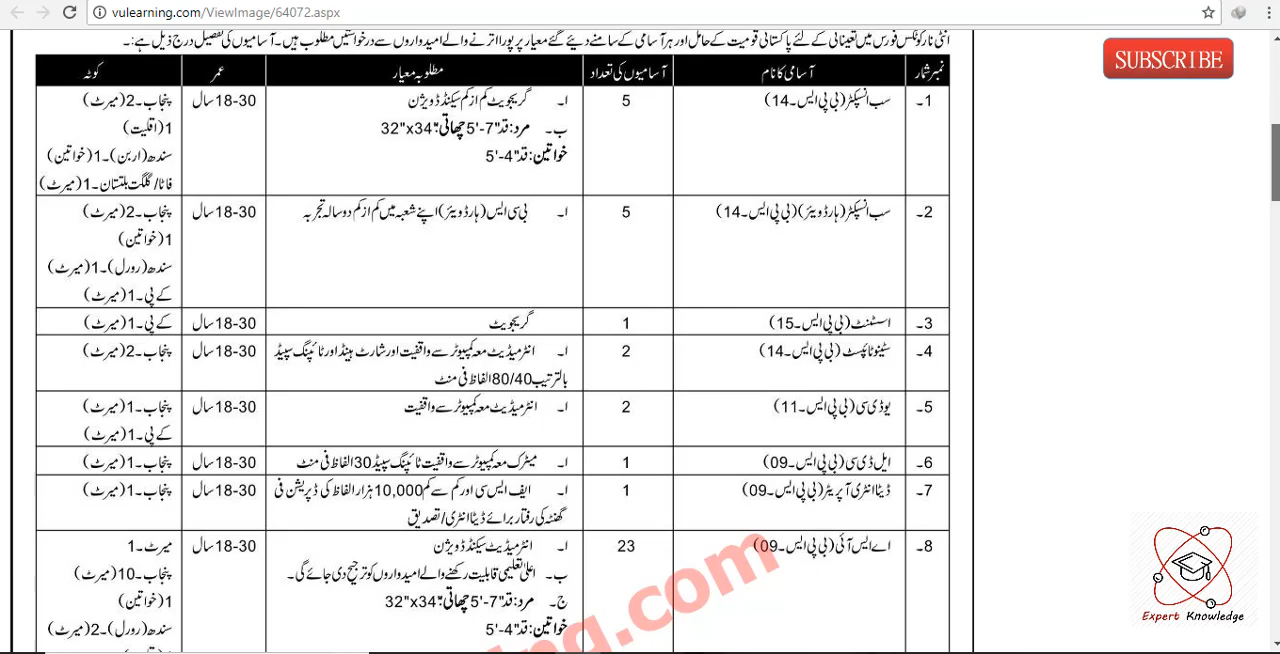 vulearning.com/ViewImage/64072.aspx
انٹی نارکوٹکس فورس میں تعیناتی کے لئے پاکستانی قومیت کے حامل اور ہر آسامی کے سامنے دیئے گئے معیار پر پورا اترنے والے امیدواروں سے درخواستیں مطلوب ہیں۔ آسامیوں کی تفصیل درج ذیل ہے:۔
SUBSCRIBE
نمبر شمار آسامی کا نام آسامیوں کی تعداد مطلوبہ معیار عمر کوٹہ
1۔ سب انسپکٹر (بی پی ایس۔14) 5 ا۔ گریجویٹ کم از کم سیکنڈ ڈویژن 18-30 سال پنجاب۔2 (میرٹ)
ب۔ مرد: قد "7-'5 چھاتی: "34x"32 1 (اقلیت)
خواتین: قد "4-'5 سندھ (اربن)۔1 (خواتین)
فاٹا/ گلگت بلتستان۔1 (میرٹ)
2۔ سب انسپکٹر (ہارڈ ویئر) (بی پی ایس۔14) 5 ا۔ بی سی ایس (ہارڈ ویئر) اپنے شعبہ میں کم از کم دو سالہ تجربہ 18-30 سال پنجاب۔2 (میرٹ)
1 (خواتین)
سندھ (رورل)۔1 (میرٹ)
کے پی۔1 (میرٹ)
3۔ اسسٹنٹ (بی پی ایس۔15) 1 گریجویٹ 18-30 سال کے پی۔1 (میرٹ)
4۔ سٹینو ٹائپسٹ (بی پی ایس۔14) 2 ا۔ انٹرمیڈیٹ معہ کمپیوٹر سے واقفیت اور شارٹ ہینڈ اور ٹائپنگ سپیڈ 18-30 سال پنجاب۔2 (میرٹ)
بالترتیب 80/40 الفاظ فی منٹ
5۔ یو ڈی سی (بی پی ایس۔11) 2 ا۔ انٹرمیڈیٹ معہ کمپیوٹر سے واقفیت 18-30 سال پنجاب۔1 (میرٹ)
کے پی۔1 (میرٹ)
6۔ ایل ڈی سی (بی پی ایس۔09) 1 ا۔ میٹرک معہ کمپیوٹر سے واقفیت ٹائپنگ سپیڈ 30 الفاظ فی منٹ 18-30 سال پنجاب۔1 (میرٹ)
7۔ ڈیٹا انٹری آپریٹر (بی پی ایس۔09) 1 ا۔ ایف ایس سی اور کم سے کم 10,000 ہزار الفاظ کی ڈپریشن فی 18-30 سال پنجاب۔1 (میرٹ)
گھنٹہ کی رفتار برائے ڈیٹا انٹری/ تصدیق
8۔ اے ایس آئی (بی پی ایس۔09) 23 ا۔ انٹرمیڈیٹ سیکنڈ ڈویژن 18-30 سال میرٹ۔1
ب۔ اعلیٰ تعلیمی قابلیت رکھنے والے امیدواروں کو ترجیح دی جائے گی۔ پنجاب۔10 (میرٹ)
ج۔ مرد: قد "7-'5 چھاتی: "34x"32 1 (خواتین)
خواتین: قد "4-'5 سندھ (رورل)۔2 (میرٹ)
ng.com
Expert Knowledge